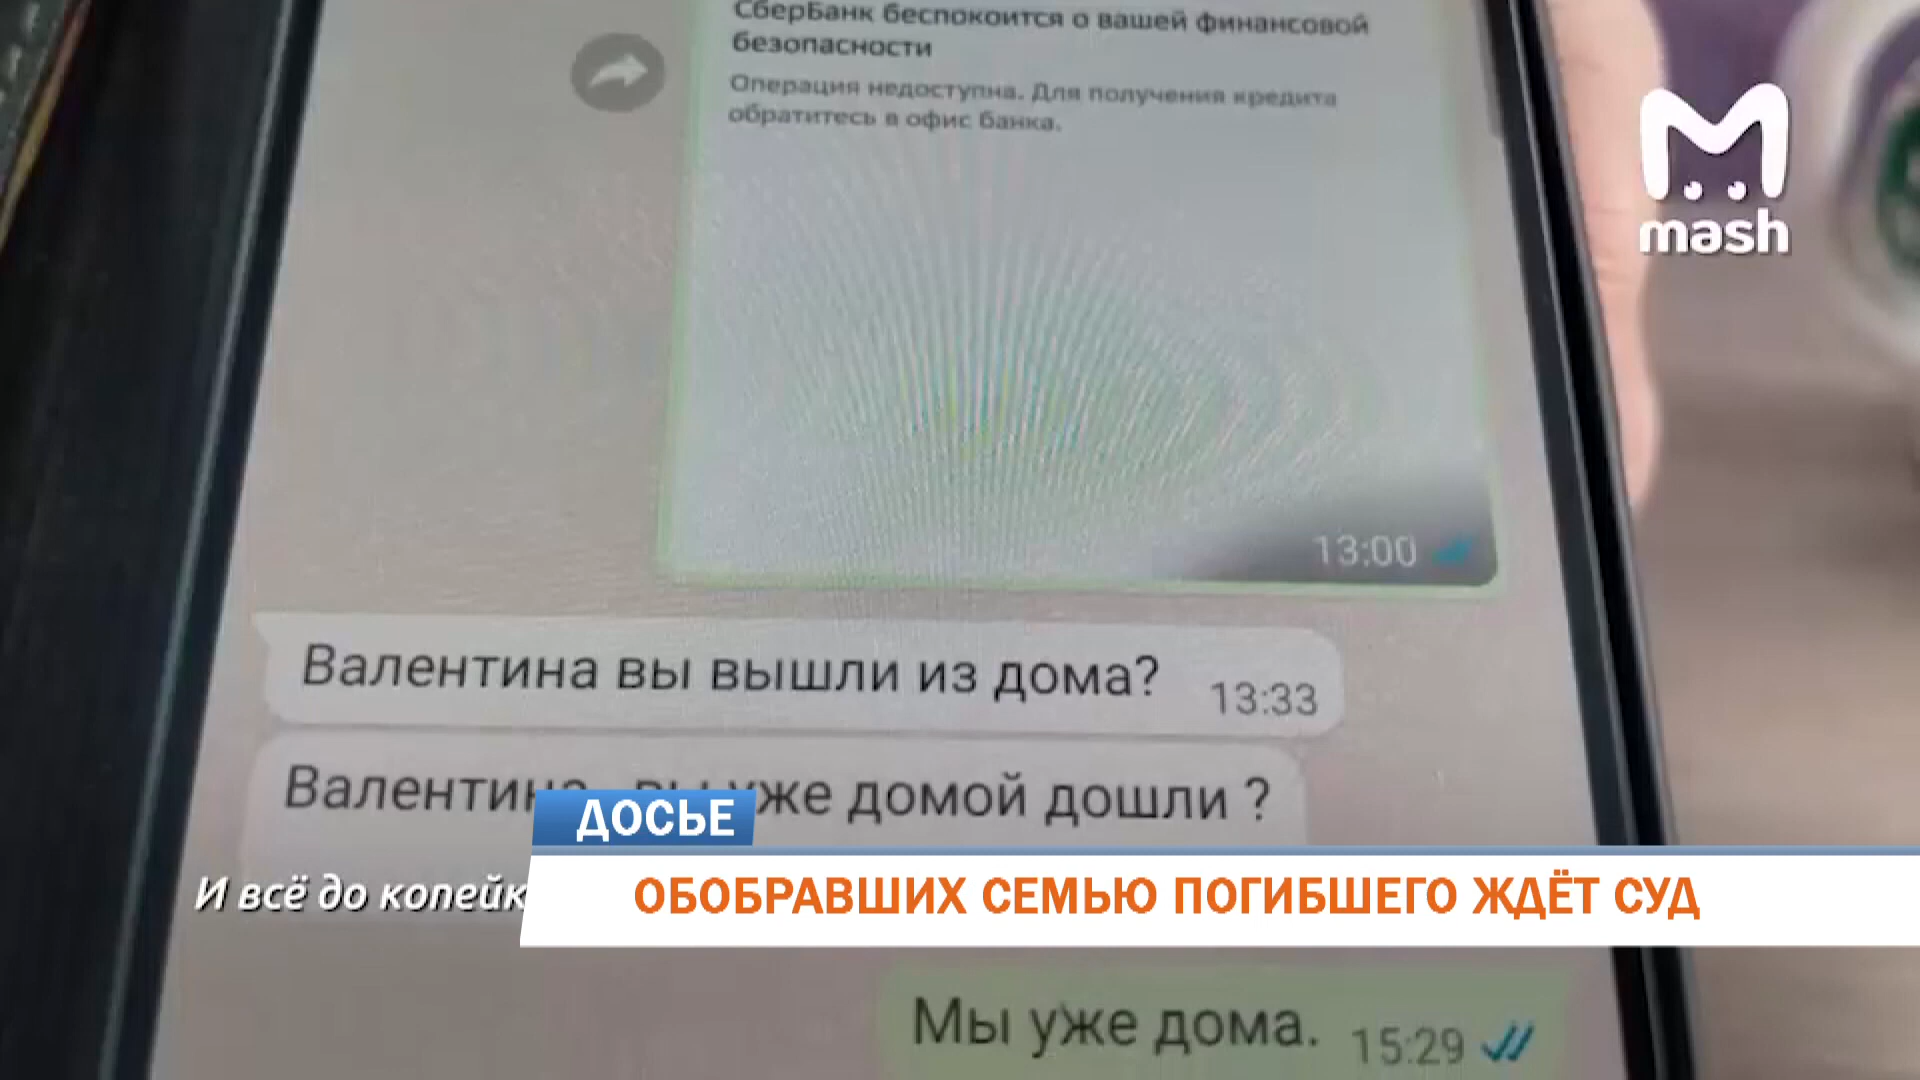 СберБанк беспокоится о вашей финансовой
безопасности
Операция недоступна. Для получения кредита
обратитесь в офис банка.
mash
13:00
Валентина вы вышли из дома?
13:33
Валентина вы уже домой дошли ?
ДОСЬЕ
И всё до копейк
ОБОБРАВШИХ СЕМЬЮ ПОГИБШЕГО ЖДЁТ СУД
Мы уже дома.
15:29